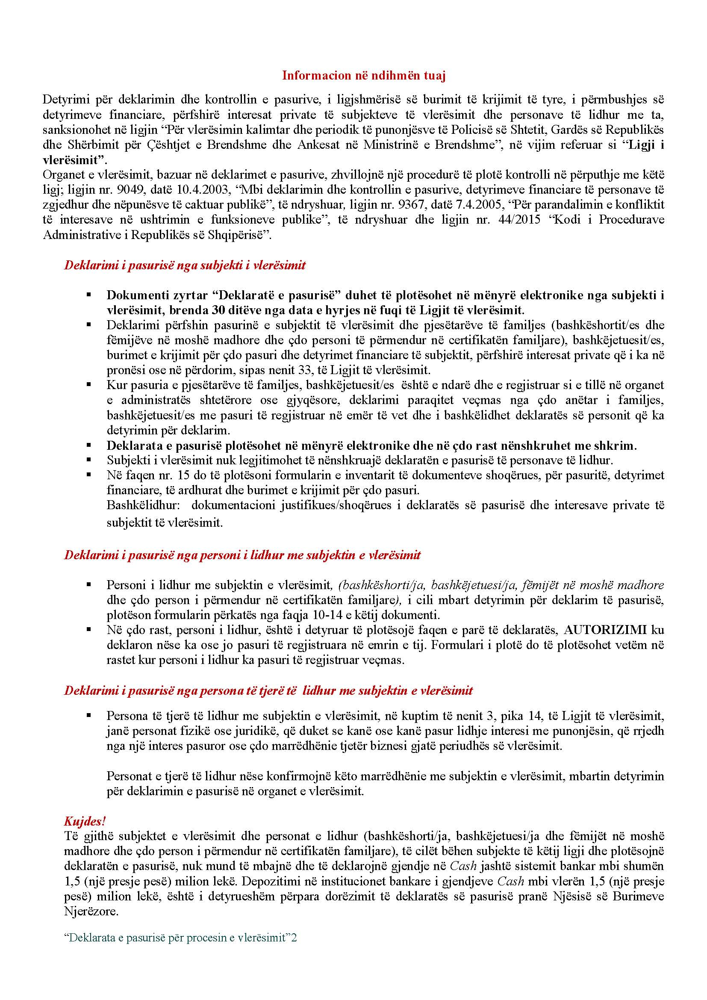 Informacion në ndihmën tuaj
Detyrimi për deklarimin dhe kontrollin e pasurive, i ligjshmërisë së burimit të krijimit të tyre, i përmbushjes së
detyrimeve financiare, përfshirë interesat private të subjekteve të vlerësimit dhe personave të lidhur me ta,
sanksionohet në ligjin “Për vlerësimin kalimtar dhe periodik të punonjësve të Policisë së Shtetit, Gardës së Republikës
dhe Shërbimit për Çështjet e Brendshme dhe Ankesat në Ministrinë e Brendshme”, në vijim referuar si “Ligji i
vlerësimit”.
Organet e vlerësimit, bazuar në deklarimet e pasurive, zhvillojnë një procedurë të plotë kontrolli në përputhje me këtë
ligj; ligjin nr. 9049, datë 10.4.2003, “Mbi deklarimin dhe kontrollin e pasurive, detyrimeve financiare të personave të
zgjedhur dhe nëpunësve të caktuar publikë”, të ndryshuar, ligjin nr. 9367, datë 7.4.2005, “Për parandalimin e konfliktit
të interesave në ushtrimin e funksioneve publike”, të ndryshuar dhe ligjin nr. 44/2015 “Kodi i Procedurave
Administrative i Republikës së Shqipërisë”.
Deklarimi i pasurisë nga subjekti i vlerësimit
▪ Dokumenti zyrtar “Deklaratë e pasurisë” duhet të plotësohet në mënyrë elektronike nga subjekti i
vlerësimit, brenda 30 ditëve nga data e hyrjes në fuqi të Ligjit të vlerësimit.
▪ Deklarimi përfshin pasurinë e subjektit të vlerësimit dhe pjesëtarëve të familjes (bashkëshortit/es dhe
fëmijëve në moshë madhore dhe çdo personi të përmendur në certifikatën familjare), bashkëjetuesit/es,
burimet e krijimit për çdo pasuri dhe detyrimet financiare të subjektit, përfshirë interesat private që i ka në
pronësi ose në përdorim, sipas nenit 33, të Ligjit të vlerësimit.
▪ Kur pasuria e pjesëtarëve të familjes, bashkëjetuesit/es është e ndarë dhe e regjistruar si e tillë në organet
e administratës shtetërore ose gjyqësore, deklarimi paraqitet veçmas nga çdo anëtar i familjes,
bashkëjetuesit/es me pasuri të regjistruar në emër të vet dhe i bashkëlidhet deklaratës së personit që ka
detyrimin për deklarim.
▪ Deklarata e pasurisë plotësohet në mënyrë elektronike dhe në çdo rast nënshkruhet me shkrim.
▪ Subjekti i vlerësimit nuk legjitimohet të nënshkruajë deklaratën e pasurisë të personave të lidhur.
▪ Në faqen nr. 15 do të plotësoni formularin e inventarit të dokumenteve shoqërues, për pasuritë, detyrimet
financiare, të ardhurat dhe burimet e krijimit për çdo pasuri.
Bashkëlidhur: dokumentacioni justifikues/shoqërues i deklaratës së pasurisë dhe interesave private të
subjektit të vlerësimit.
Deklarimi i pasurisë nga personi i lidhur me subjektin e vlerësimit
▪ Personi i lidhur me subjektin e vlerësimit, (bashkëshorti/ja, bashkëjetuesi/ja, fëmijët në moshë madhore
dhe çdo person i përmendur në certifikatën familjare), i cili mbart detyrimin për deklarim të pasurisë,
plotëson formularin përkatës nga faqja 10-14 e këtij dokumenti.
▪ Në çdo rast, personi i lidhur, është i detyruar të plotësojë faqen e parë të deklaratës, AUTORIZIMI ku
deklaron nëse ka ose jo pasuri të regjistruara në emrin e tij. Formulari i plotë do të plotësohet vetëm në
rastet kur personi i lidhur ka pasuri të regjistruar veçmas.
Deklarimi i pasurisë nga persona të tjerë të lidhur me subjektin e vlerësimit
▪ Persona të tjerë të lidhur me subjektin e vlerësimit, në kuptim të nenit 3, pika 14, të Ligjit të vlerësimit,
janë personat fizikë ose juridikë, që duket se kanë ose kanë pasur lidhje interesi me punonjësin, që rrjedh
nga një interes pasuror ose çdo marrëdhënie tjetër biznesi gjatë periudhës së vlerësimit.
Personat e tjerë të lidhur nëse konfirmojnë këto marrëdhënie me subjektin e vlerësimit, mbartin detyrimin
për deklarimin e pasurisë në organet e vlerësimit.
Kujdes!
Të gjithë subjektet e vlerësimit dhe personat e lidhur (bashkëshorti/ja, bashkëjetuesi/ja dhe fëmijët në moshë
madhore dhe çdo person i përmendur në certifikatën familjare), të cilët bëhen subjekte të këtij ligji dhe plotësojnë
deklaratën e pasurisë, nuk mund të mbajnë dhe të deklarojnë gjendje në Cash jashtë sistemit bankar mbi shumën
1,5 (një presje pesë) milion lekë. Depozitimi në institucionet bankare i gjendjeve Cash mbi vlerën 1,5 (një presje
pesë) milion lekë, është i detyrueshëm përpara dorëzimit të deklaratës së pasurisë pranë Njësisë së Burimeve
Njerëzore.
“Deklarata e pasurisë për procesin e vlerësimit”2